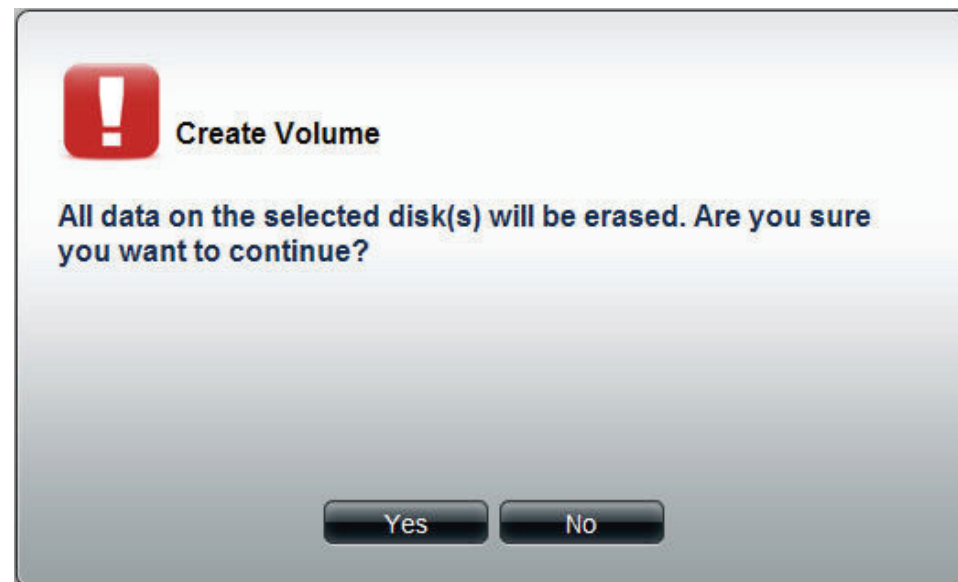 Create Volume
All data on the selected disk(s) will be erased. Are you sure
you want to continue?
Yes No